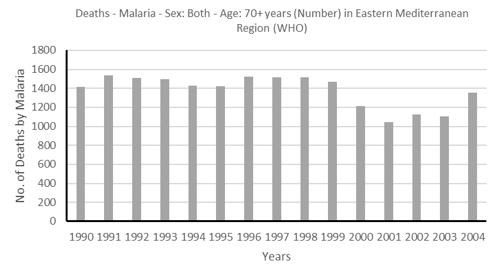 Deaths - Malaria - Sex: Both - Age: 70+ years (Number) in Eastern Mediterranean
Region (WHO)
1800
1600
1400
1200
1000
800
600
400
200
0
No. of Deaths by Malaria
1990 1991 1992 1993 1994 1995 1996 1997 1998 1999 2000 2001 2002 2003 2004
Years